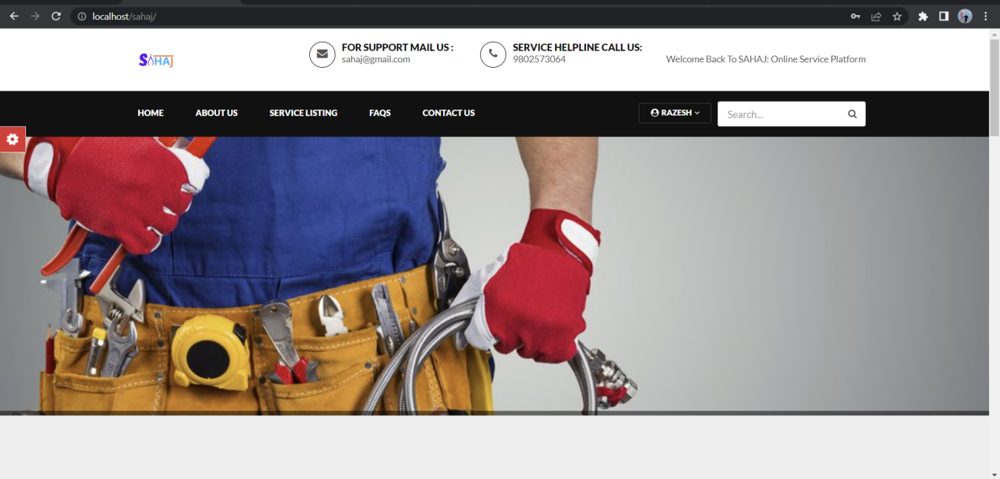 localhost/sahaj/
SAHAJ
FOR SUPPORT MAIL US :
sahaj@gmail.com
SERVICE HELPLINE CALL US:
9802573064
Welcome Back To SAHAJ: Online Service Platform
HOME
ABOUT US
SERVICE LISTING
FAQS
CONTACT US
RAZESH
Search...